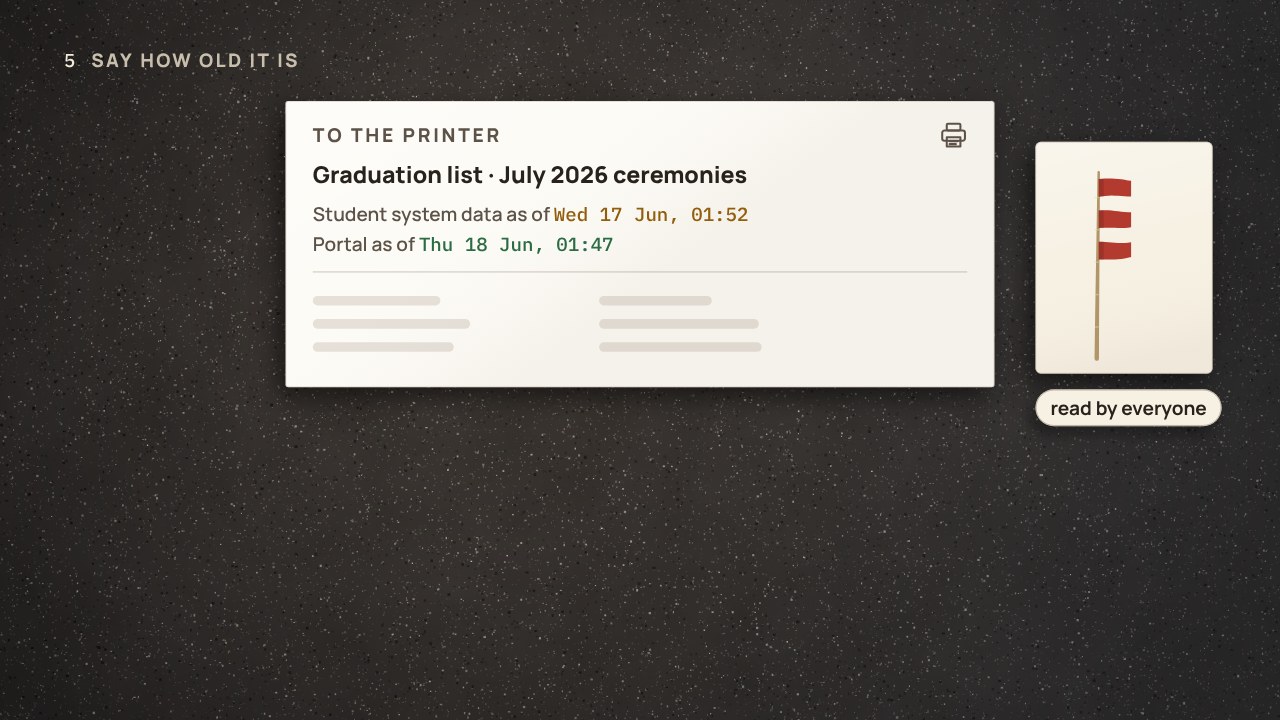 5 SAY HOW OLD IT IS
TO THE PRINTER
Graduation list · July 2026 ceremonies
Student system data as of Wed 17 Jun, 01:52
Portal as of Thu 18 Jun, 01:47
read by everyone